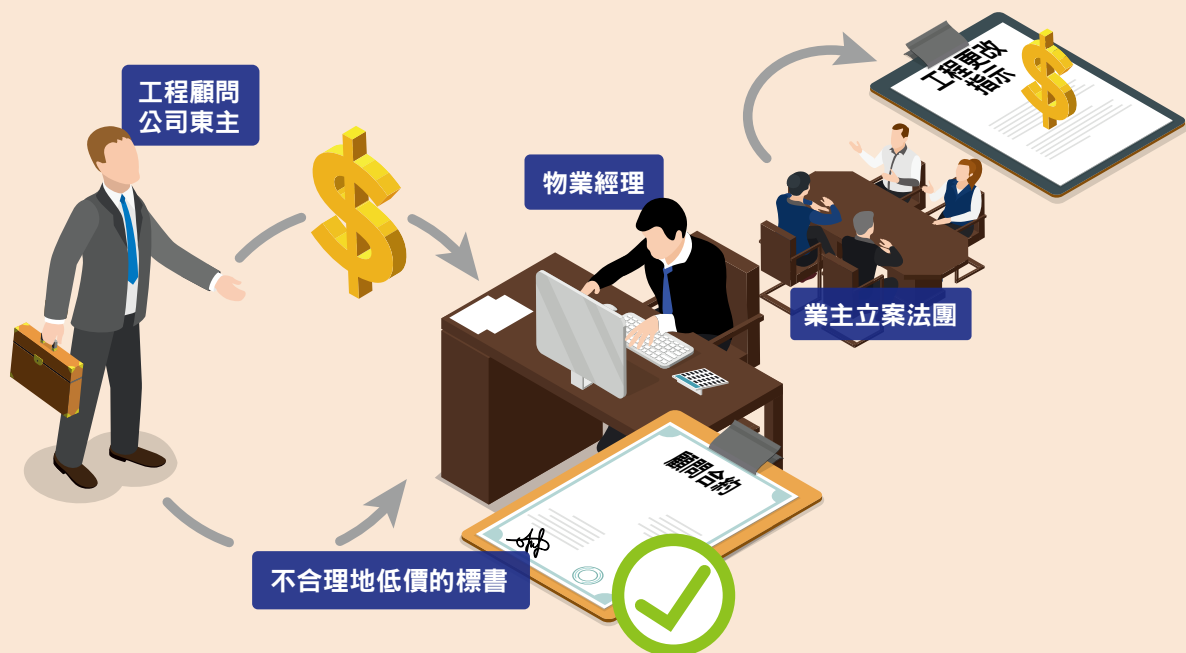 工程顧問
公司東主
物業經理
工程更改
指示
業主立案法團
顧問合約
不合理地低價的標書